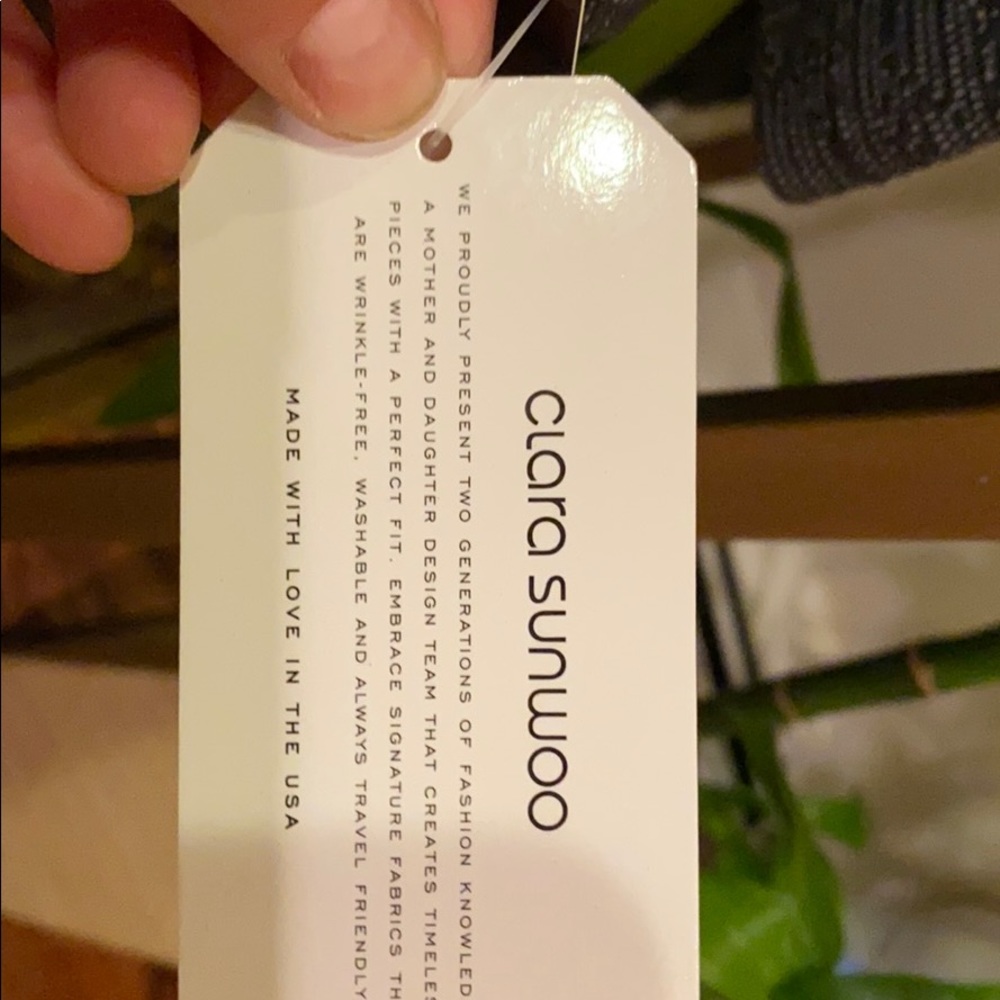 clara sunwoo
WE PROUDLY PRESENT TWO GENERATIONS OF FASHION
A MOTHER AND DAUGHTER DESIGN TEAM THAT CREATES
PIECES WITH A PERFECT FIT. EMBRACE SIGNATURE FABRICS
ARE WRINKLE-FREE, WASHABLE AND ALWAYS TRAVEL FRIENDLY
MADE WITH LOVE IN THE USA